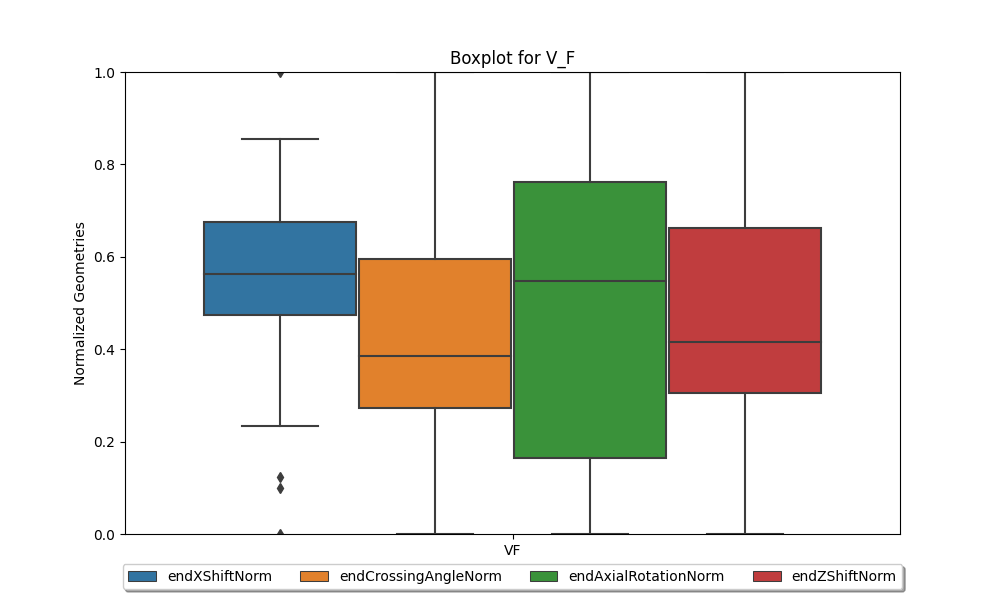 Boxplot for V_F
Normalized Geometries
1.0
0.8
0.6
0.4
0.2
0.0
VF
endXShiftNorm endCrossingAngleNorm endAxialRotationNorm endZShiftNorm